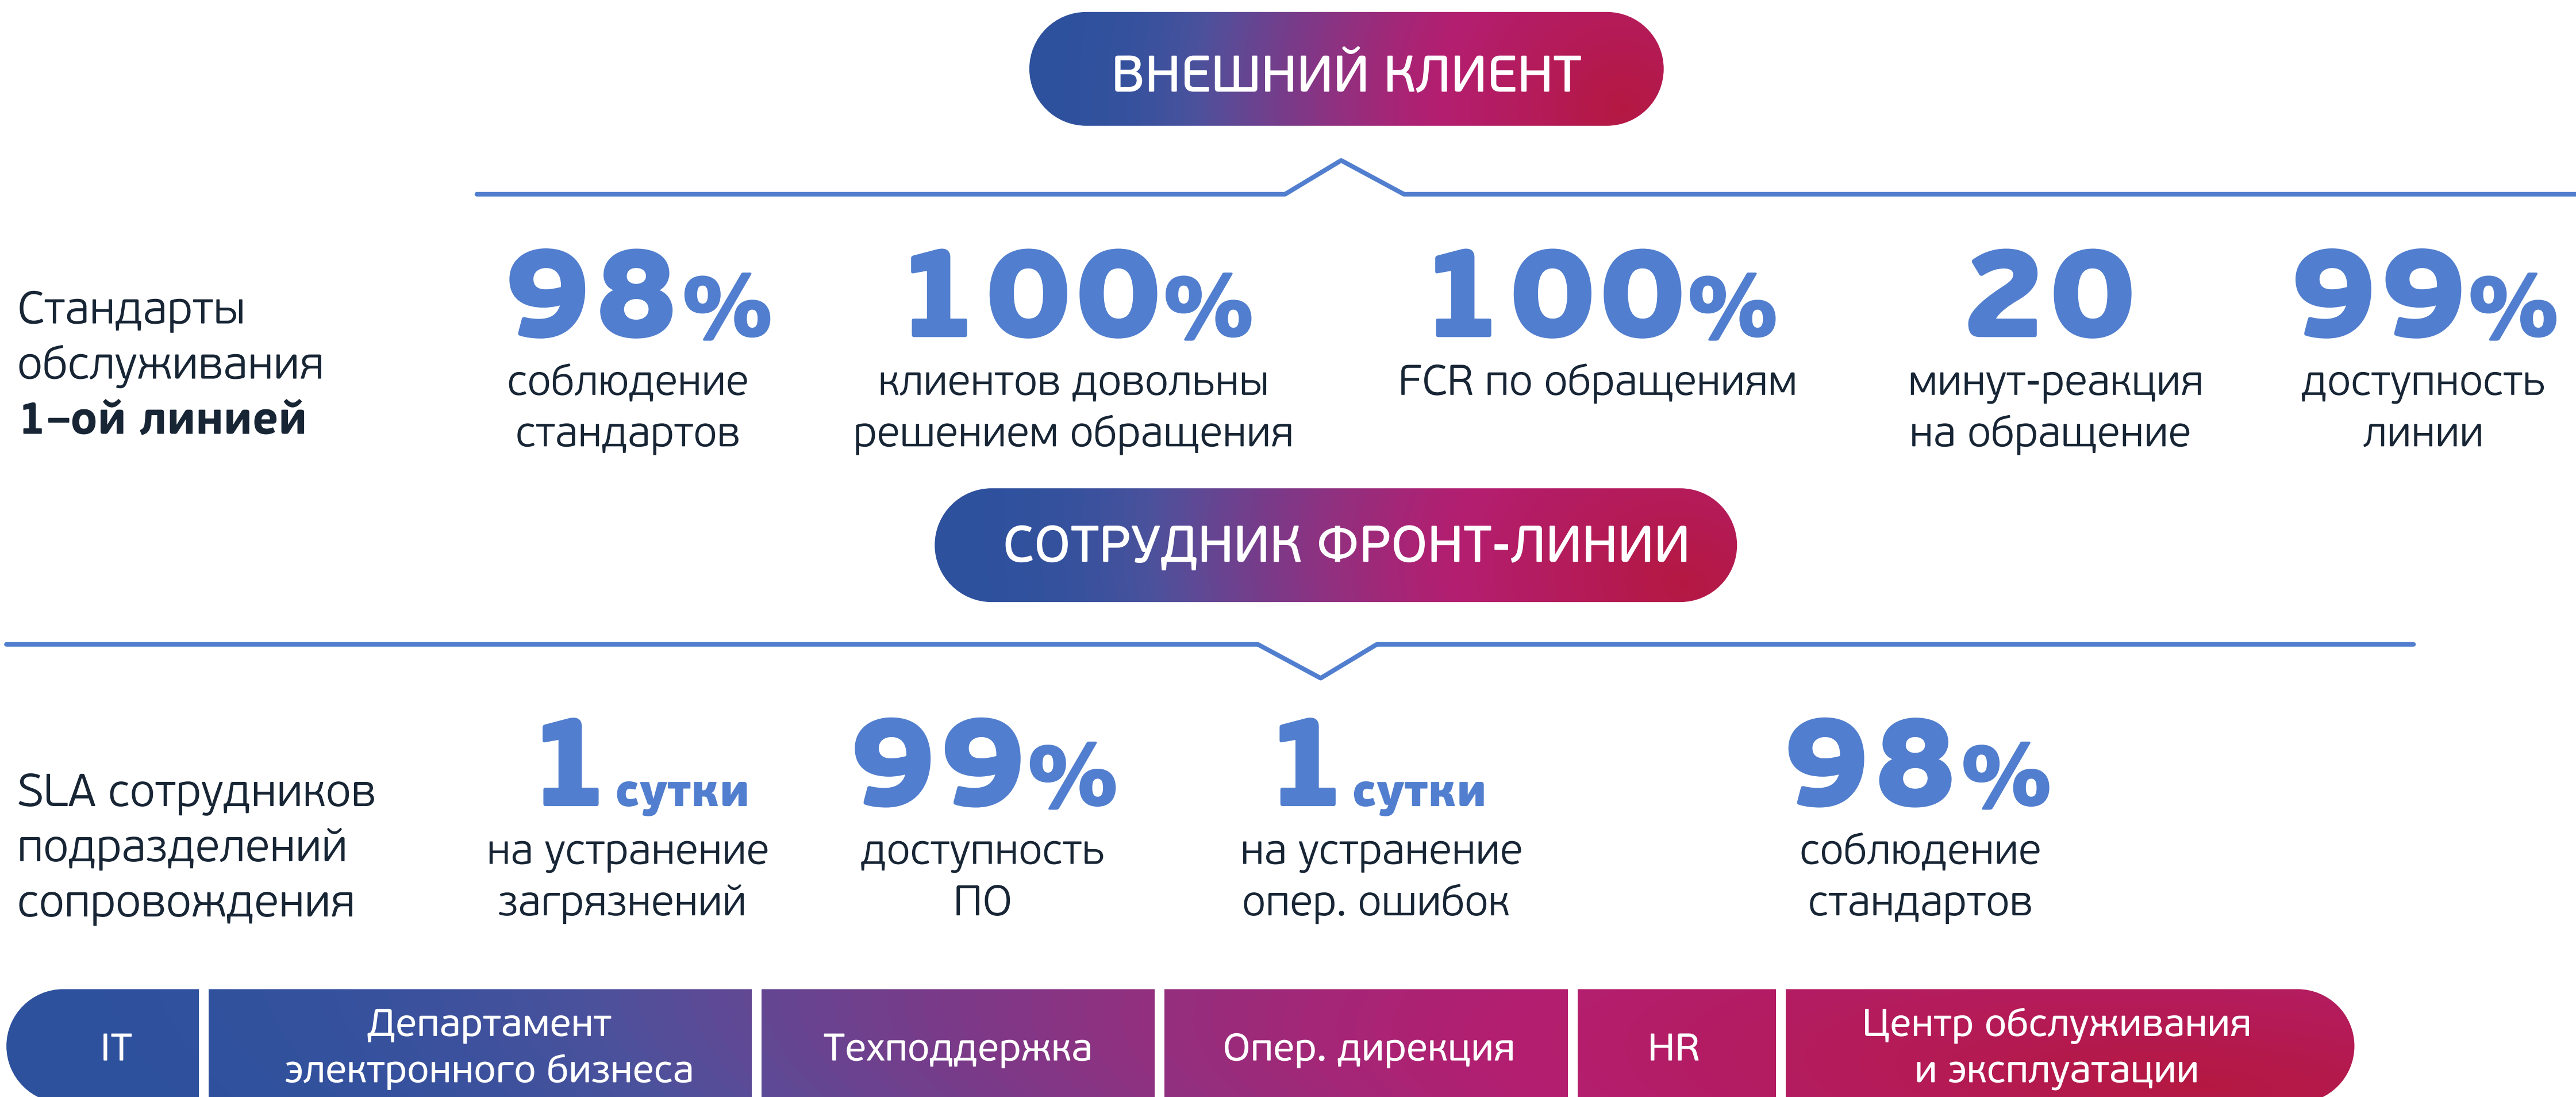 ВНЕШНИЙ КЛИЕНТ
Стандарты
обслуживания
1–ой линией
98%
соблюдение
стандартов
100%
клиентов довольны
решением обращения
100%
FCR по обращениям
20
минут-реакция
на обращение
99%
доступность
линии
СОТРУДНИК ФРОНТ-ЛИНИИ
SLA сотрудников
подразделений
сопровождения
1 сутки
на устранение
загрязнений
99%
доступность
ПО
1 сутки
на устранение
опер. ошибок
98%
соблюдение
стандартов
IT
Департамент
электронного бизнеса
Техподдержка
Опер. дирекция
HR
Центр обслуживания
и эксплуатации